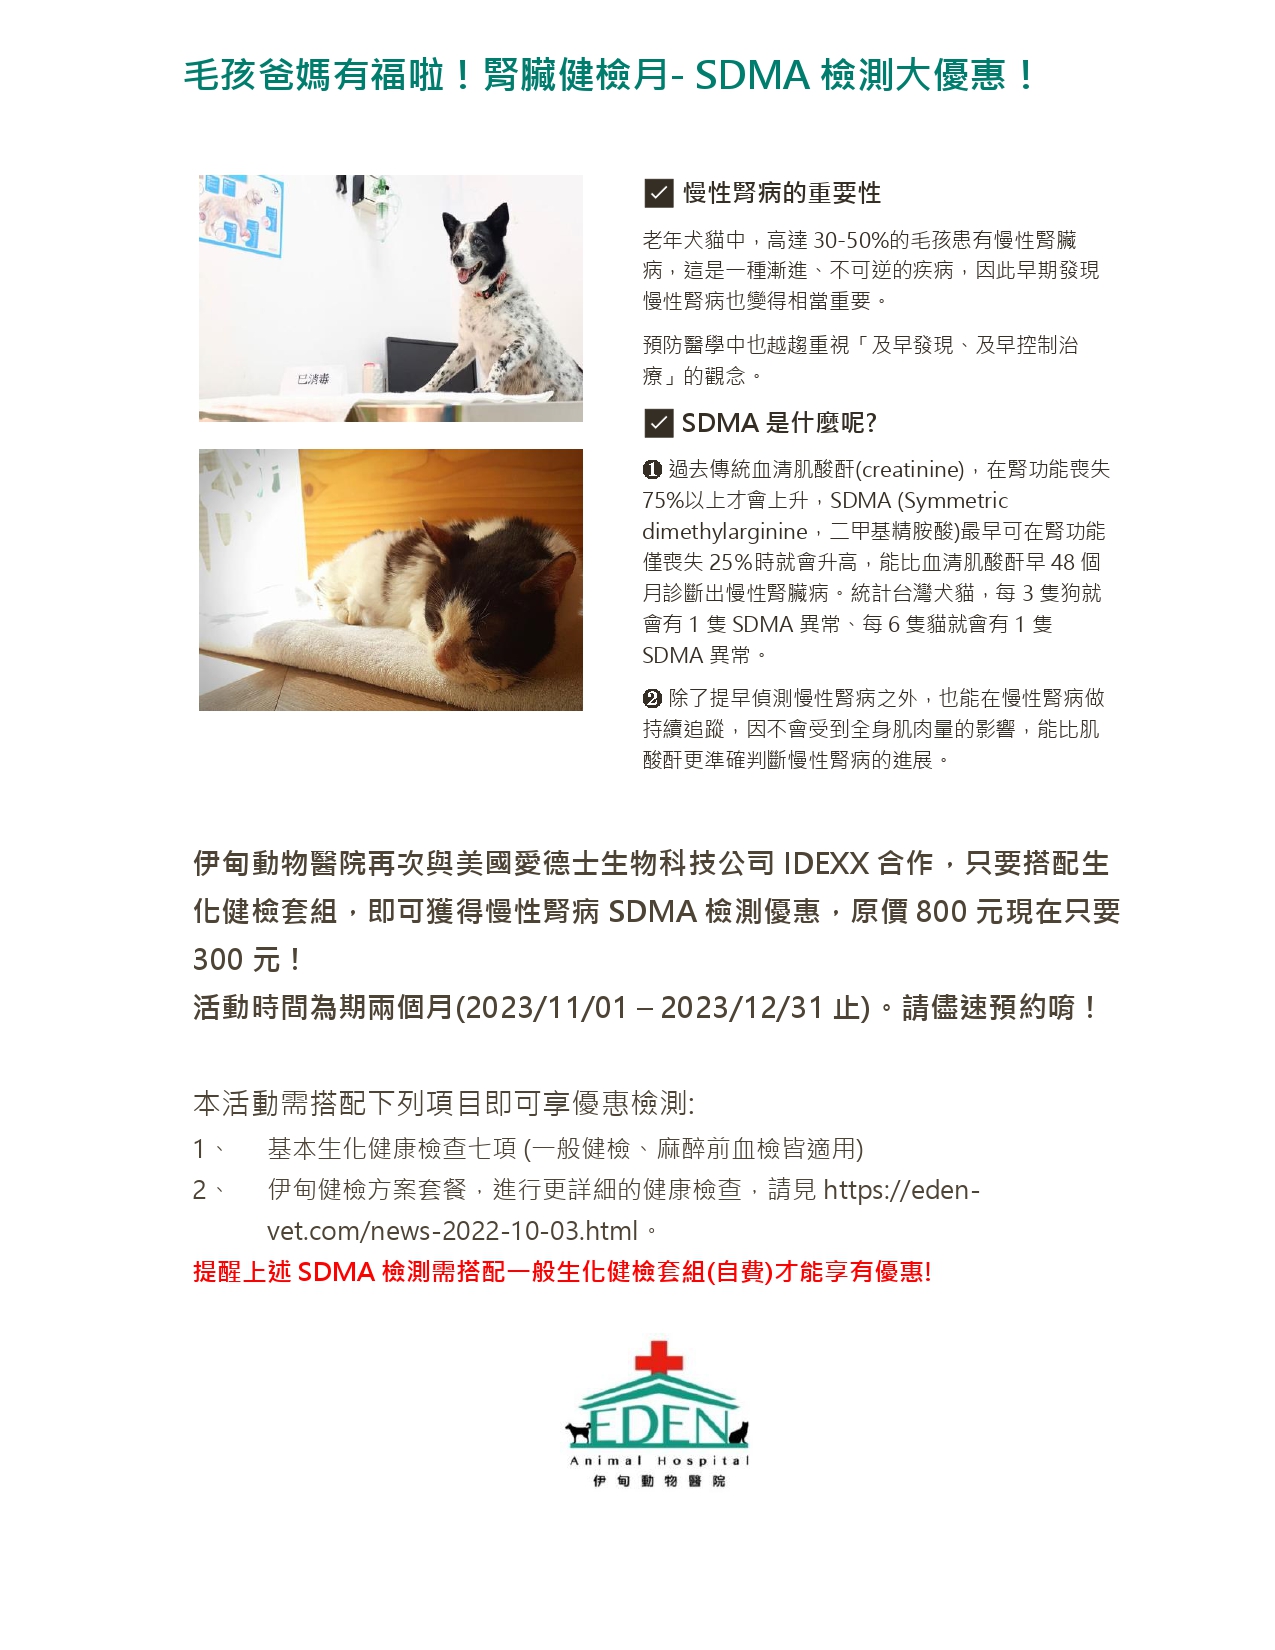 毛孩爸媽有福啦！腎臟健檢月- SDMA 檢測大優惠！
已消毒
慢性腎病的重要性
老年犬貓中，高達 30-50%的毛孩患有慢性腎臟
病，這是一種漸進、不可逆的疾病，因此早期發現
慢性腎病也變得相當重要。
預防醫學中也越趨重視「及早發現、及早控制治
療」的觀念。
SDMA 是什麼呢?
❶ 過去傳統血清肌酸酐(creatinine)，在腎功能喪失
75%以上才會上升，SDMA (Symmetric
dimethylarginine，二甲基精胺酸)最早可在腎功能
僅喪失 25%時就會升高，能比血清肌酸酐早 48 個
月診斷出慢性腎臟病。統計台灣犬貓，每 3 隻狗就
會有 1 隻 SDMA 異常、每 6 隻貓就會有 1 隻
SDMA 異常。
❷ 除了提早偵測慢性腎病之外，也能在慢性腎病做
持續追蹤，因不會受到全身肌肉量的影響，能比肌
酸酐更準確判斷慢性腎病的進展。
伊甸動物醫院再次與美國愛德士生物科技公司 IDEXX 合作，只要搭配生
化健檢套組，即可獲得慢性腎病 SDMA 檢測優惠，原價 800 元現在只要
300 元！
活動時間為期兩個月(2023/11/01 – 2023/12/31 止)。請儘速預約唷！
本活動需搭配下列項目即可享優惠檢測:
1、 基本生化健康檢查七項 (一般健檢、麻醉前血檢皆適用)
2、 伊甸健檢方案套餐，進行更詳細的健康檢查，請見 https://eden-
vet.com/news-2022-10-03.html。
提醒上述 SDMA 檢測需搭配一般生化健檢套組(自費)才能享有優惠!
EDEN
Animal Hospital
伊甸動物醫院